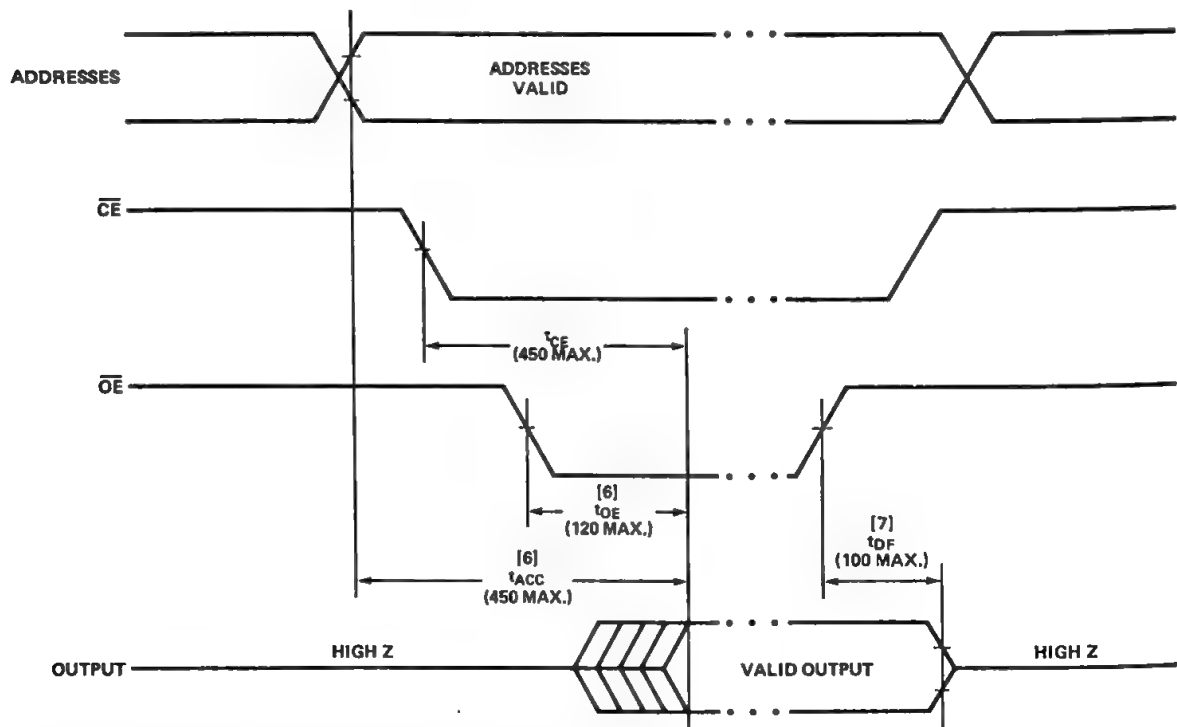 ADDRESSES
ADDRESSES
VALID
CE
tCE
(450 MAX.)
OE
[6]
tOE
(120 MAX.)
[7]
tDF
(100 MAX.)
[6]
tACC
(450 MAX.)
OUTPUT
HIGH Z
VALID OUTPUT
HIGH Z